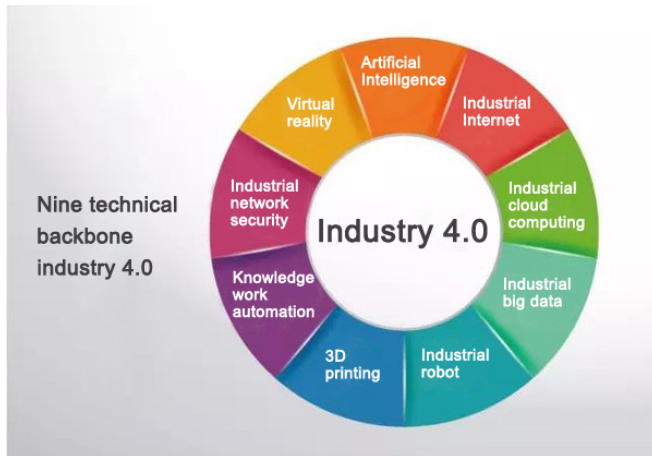 Nine technical
backbone
industry 4.0
Industry 4.0
Artificial
Intelligence
Industrial
Internet
Industrial
cloud
computing
Industrial
big data
Industrial
robot
3D
printing
Knowledge
work
automation
Industrial
network
security
Virtual
reality